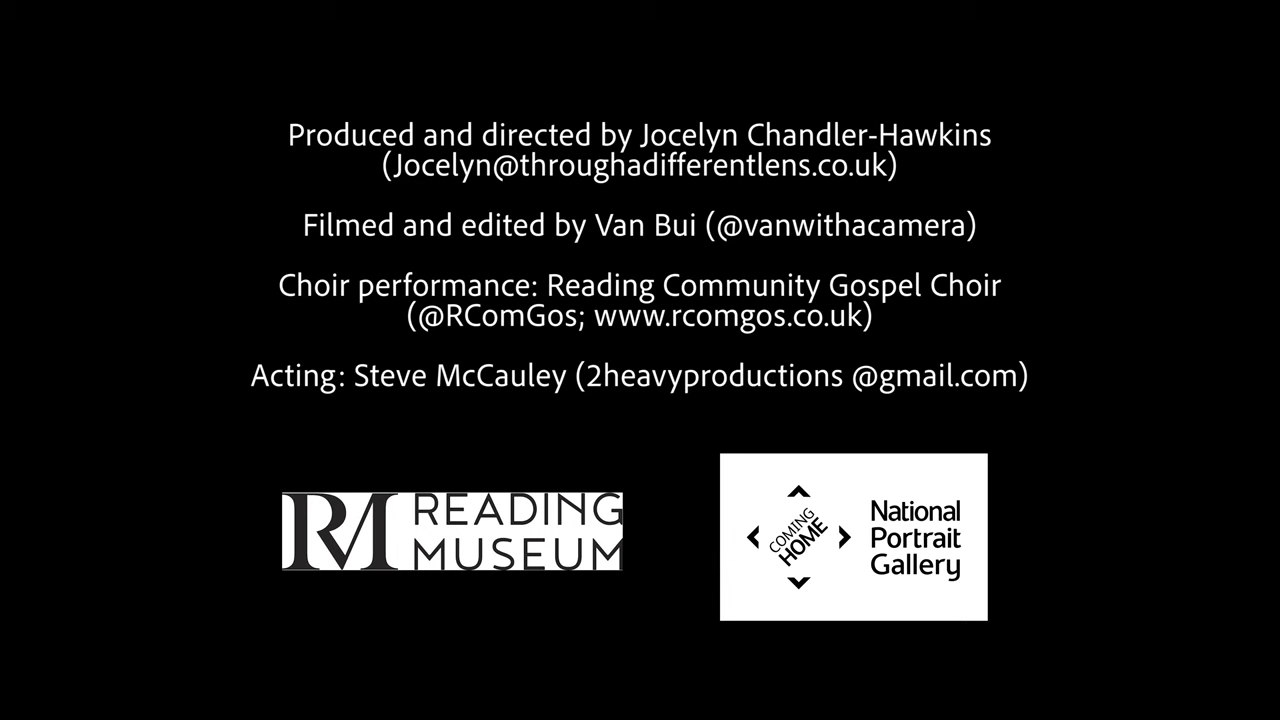 Produced and directed by Jocelyn Chandler-Hawkins
(Jocelyn@throughadifferentlens.co.uk)
Filmed and edited by Van Bui (@vanwithacamera)
Choir performance: Reading Community Gospel Choir
(@RComGos; www.rcomgos.co.uk)
Acting: Steve McCauley (2heavyproductions @gmail.com)
RM READING
MUSEUM
COMING
HOME
National
Portrait
Gallery